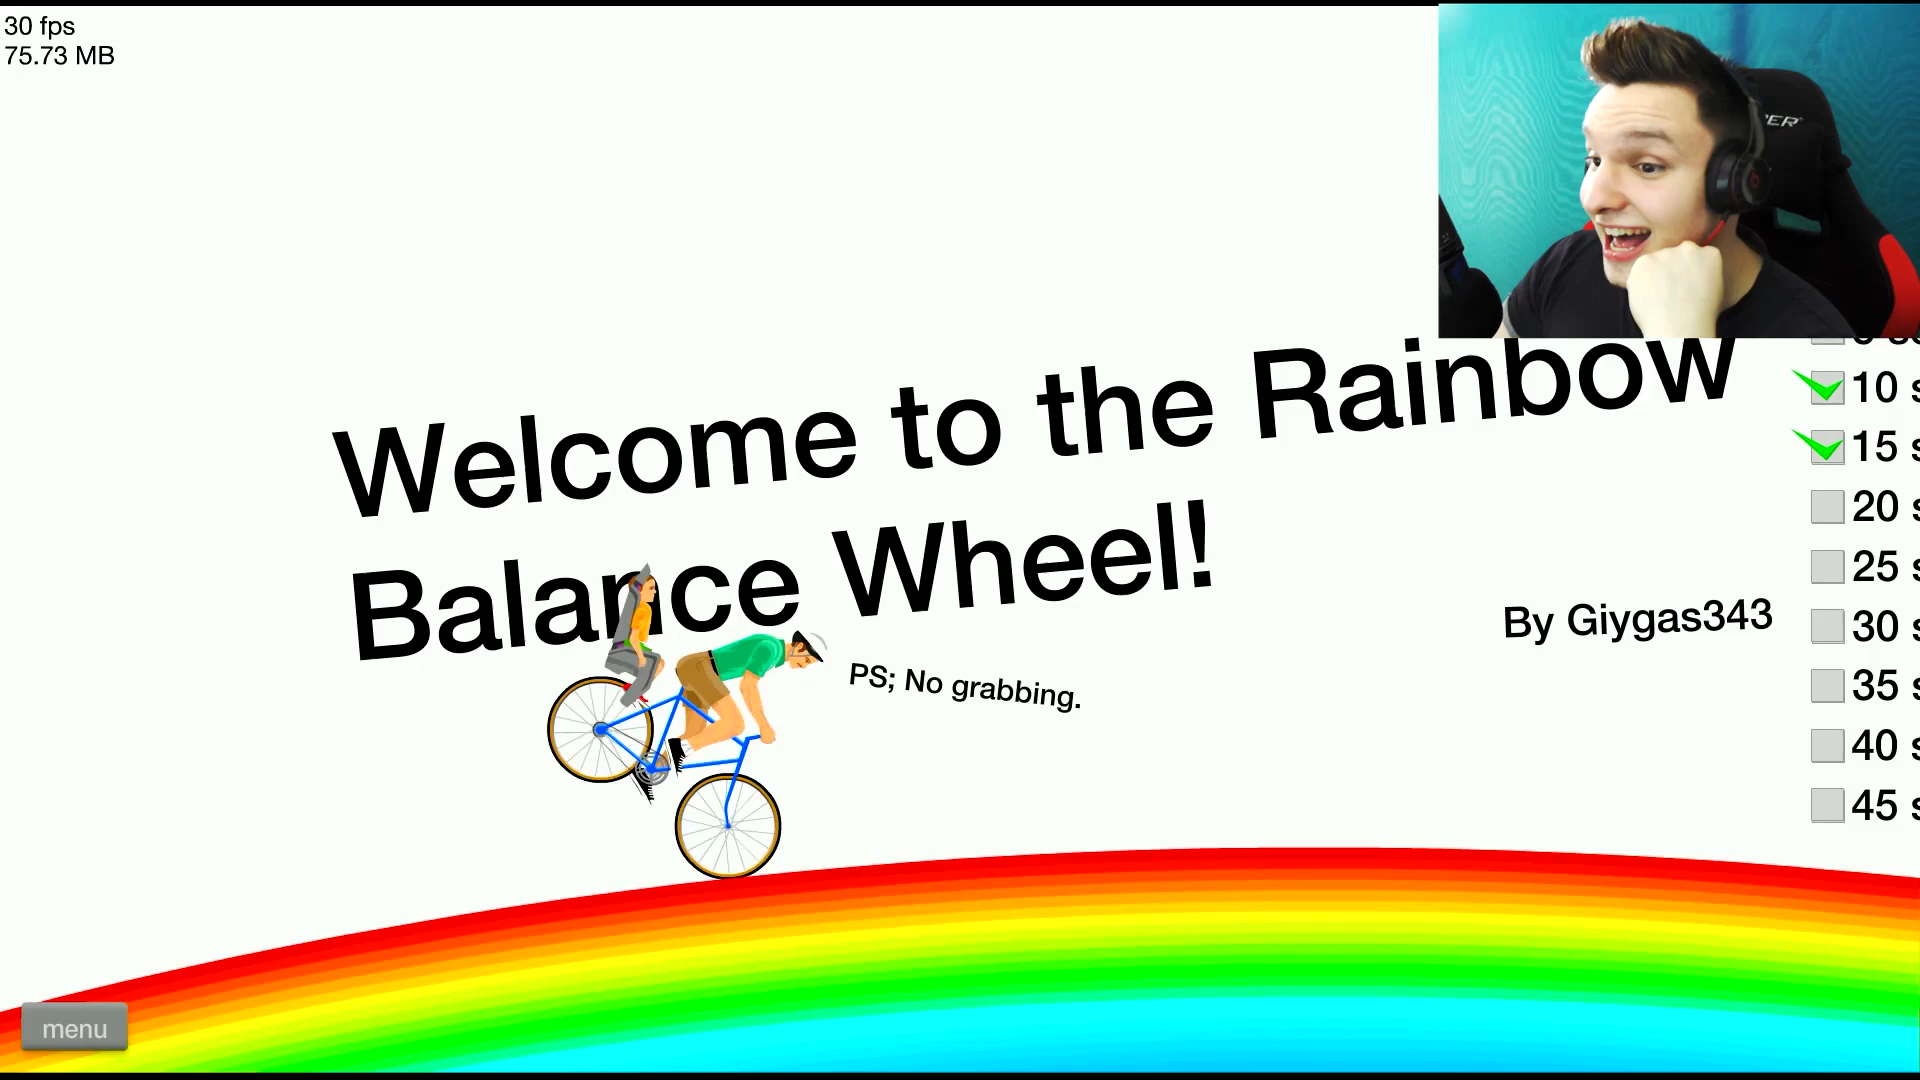 30 fps
75.73 MB
Welcome to the Rainbow
Balance Wheel!
By Giygas343
PS; No grabbing.
10 s
15 s
20 s
25 s
30 s
35 s
40 s
45 s
menu